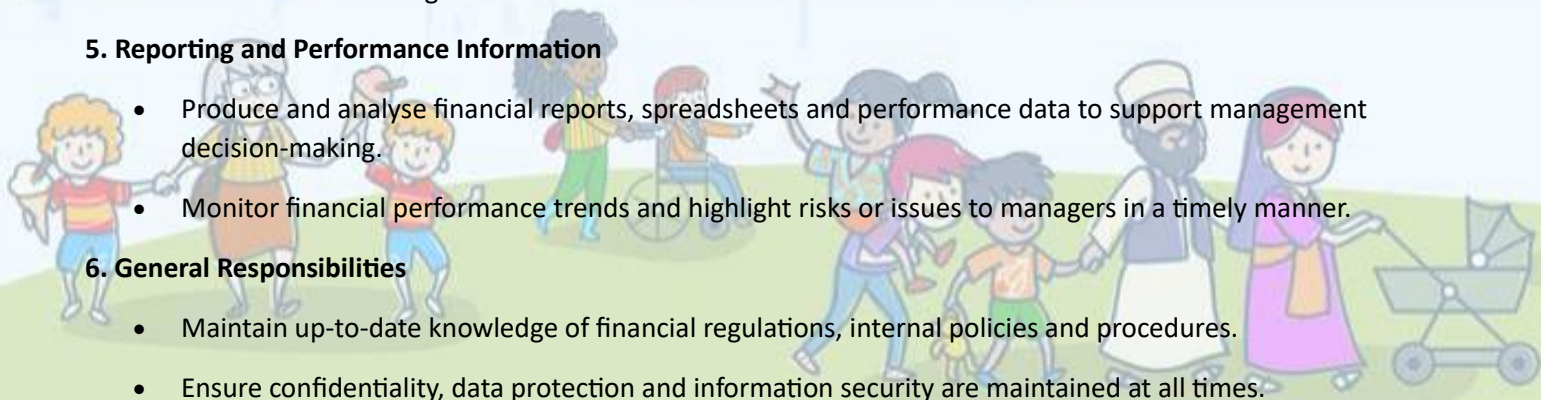 5. Reporting and Performance Information
• Produce and analyse financial reports, spreadsheets and performance data to support management
decision-making.
• Monitor financial performance trends and highlight risks or issues to managers in a timely manner.
6. General Responsibilities
• Maintain up-to-date knowledge of financial regulations, internal policies and procedures.
• Ensure confidentiality, data protection and information security are maintained at all times.